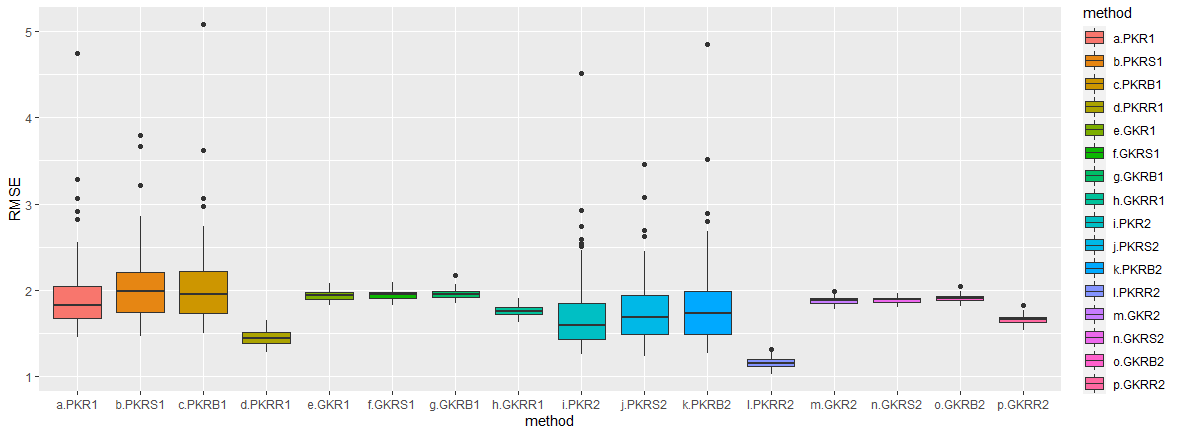 RMSE
5
4
3
2
1
a.PKR1 b.PKRS1 c.PKRB1 d.PKRR1 e.GKR1 f.GKRS1 g.GKRB1 h.GKRR1 i.PKR2 j.PKRS2 k.PKRB2 l.PKRR2 m.GKR2 n.GKRS2 o.GKRB2 p.GKRR2
method
method
a.PKR1
b.PKRS1
c.PKRB1
d.PKRR1
e.GKR1
f.GKRS1
g.GKRB1
h.GKRR1
i.PKR2
j.PKRS2
k.PKRB2
l.PKRR2
m.GKR2
n.GKRS2
o.GKRB2
p.GKRR2